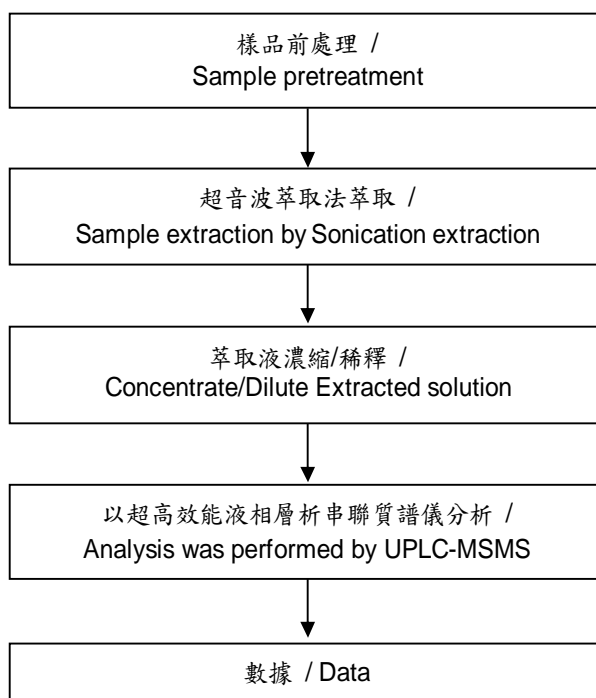 樣品前處理 /
Sample pretreatment
超音波萃取法萃取 /
Sample extraction by Sonication extraction
萃取液濃縮/稀釋 /
Concentrate/Dilute Extracted solution
以超高效能液相層析串聯質譜儀分析 /
Analysis was performed by UPLC-MSMS
數據 / Data